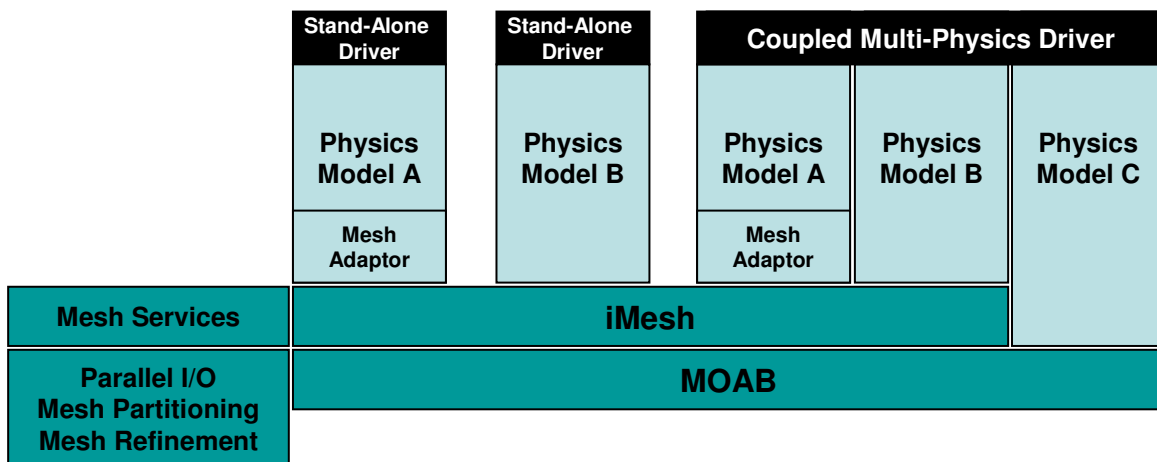 Stand-Alone
Driver
Stand-Alone
Driver
Coupled Multi-Physics Driver
Physics
Model A
Physics
Model B
Physics
Model A
Physics
Model B
Physics
Model C
Mesh
Adaptor
Mesh
Adaptor
Mesh Services
iMesh
Parallel I/O
Mesh Partitioning
Mesh Refinement
MOAB